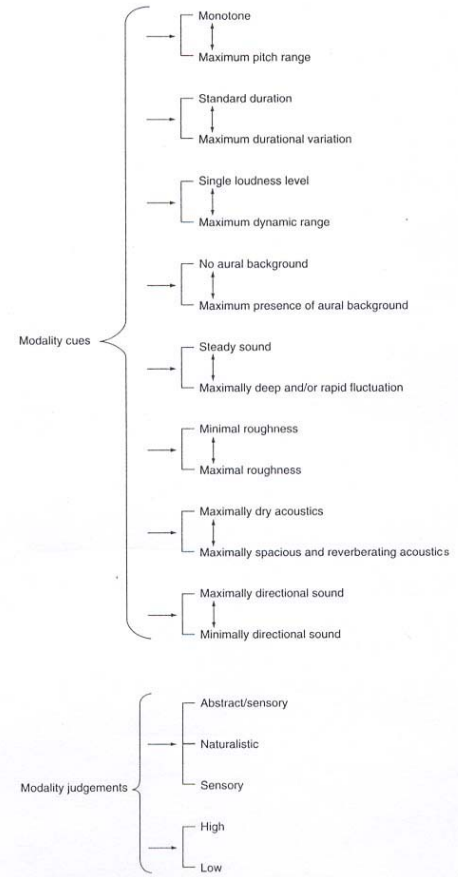 Monotone
Maximum pitch range
Standard duration
Maximum durational variation
Single loudness level
Maximum dynamic range
No aural background
Maximum presence of aural background
Modality cues
Steady sound
Maximally deep and/or rapid fluctuation
Minimal roughness
Maximal roughness
Maximally dry acoustics
Maximally spacious and reverberating acoustics
Maximally directional sound
Minimally directional sound
Abstract/sensory
Naturalistic
Modality judgements
Sensory
High
Low